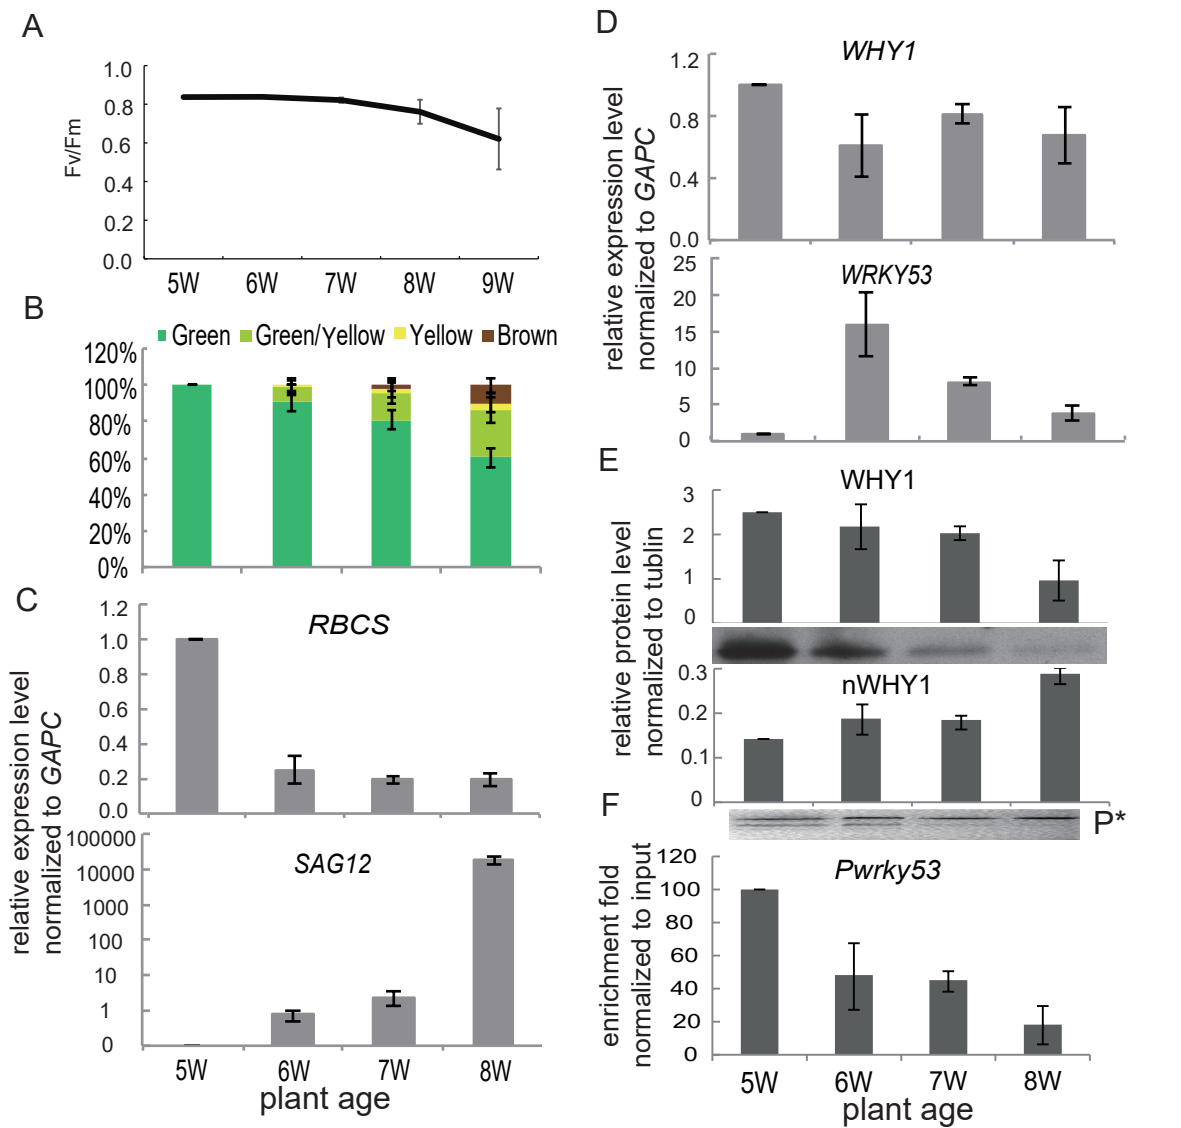 A
1.0
0.8
0.6
0.4
0.2
0.0
Fv/Fm
5W 6W 7W 8W 9W
B
Green Green/Yellow Yellow Brown
120%
100%
80%
60%
40%
20%
0%
C
RBCS
1.2
1.0
0.8
0.6
0.4
0.2
0.0
relative expression level
normalized to GAPC
SAG12
100000
10000
1000
100
10
1
0
5W 6W 7W 8W
plant age
D
WHY1
1.2
0.8
0.4
0.0
relative expression level
normalized to GAPC
WRKY53
25
20
15
10
5
0
E
WHY1
3
2
1
0
relative protein level
normalized to tublin
nWHY1
0.3
0.2
0.1
0
P*
F
Pwrky53
120
100
80
60
40
20
0
enrichment fold
normalized to input
5W 6W 7W 8W
plant age